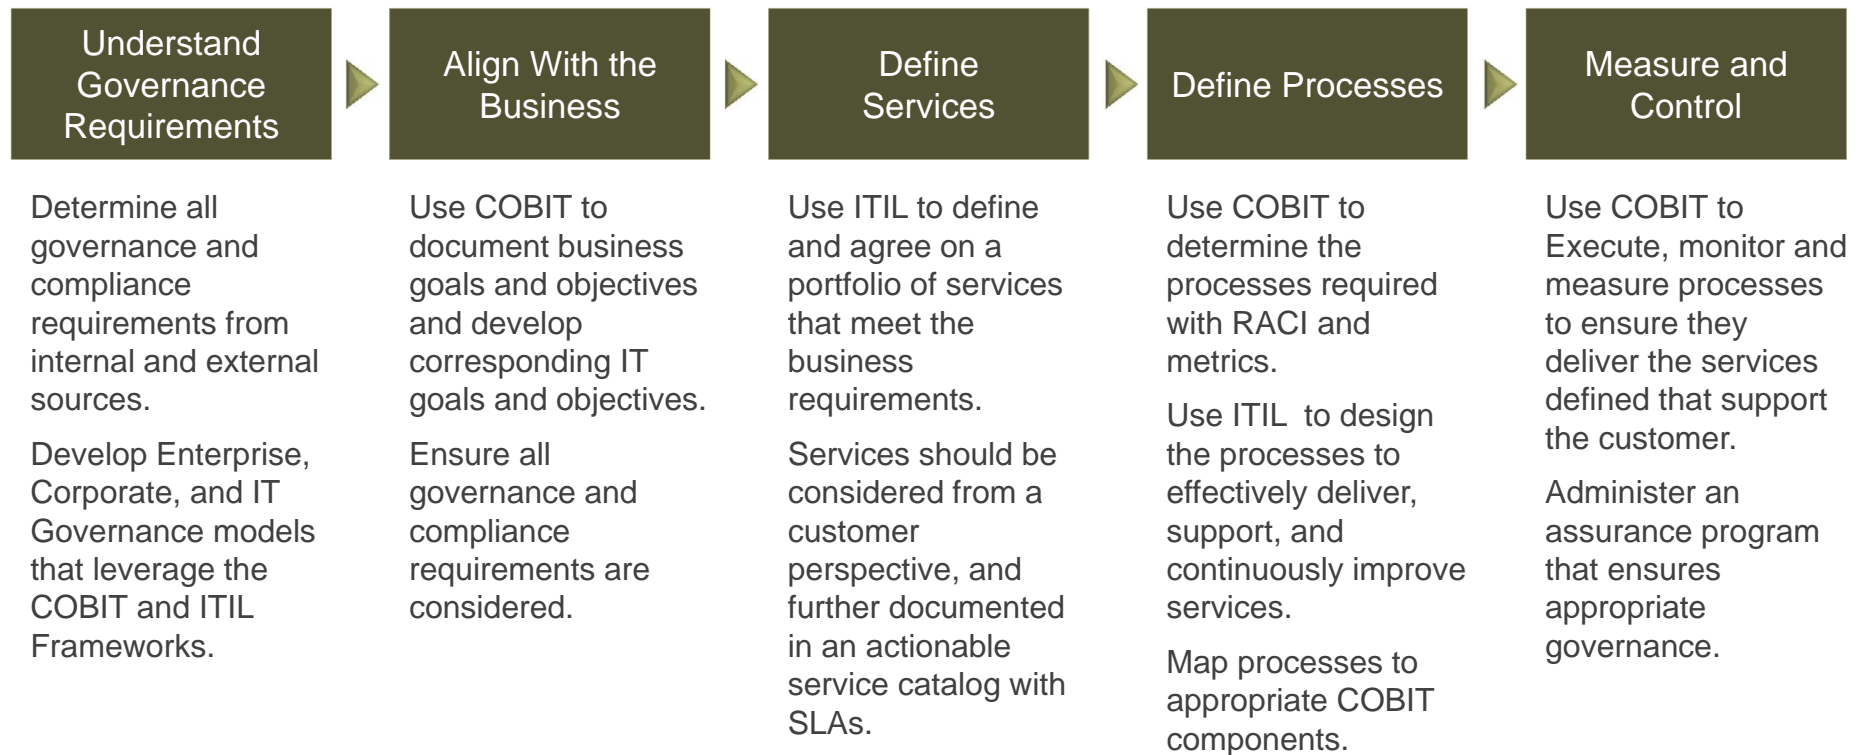 Understand
Governance
Requirements
Align With the
Business
Define
Services
Define Processes
Measure and
Control
Determine all
governance and
compliance
requirements from
internal and external
sources.
Develop Enterprise,
Corporate, and IT
Governance models
that leverage the
COBIT and ITIL
Frameworks.
Use COBIT to
document business
goals and objectives
and develop
corresponding IT
goals and objectives.
Ensure all
governance and
compliance
requirements are
considered.
Use ITIL to define
and agree on a
portfolio of services
that meet the
business
requirements.
Services should be
considered from a
customer
perspective, and
further documented
in an actionable
service catalog with
SLAs.
Use COBIT to
determine the
processes required
with RACI and
metrics.
Use ITIL  to design
the processes to
effectively deliver,
support, and
continuously improve
services.
Map processes to
appropriate COBIT
components.
Use COBIT to
Execute, monitor and
measure processes
to ensure they
deliver the services
defined that support
the customer.
Administer an
assurance program
that ensures
appropriate
governance.